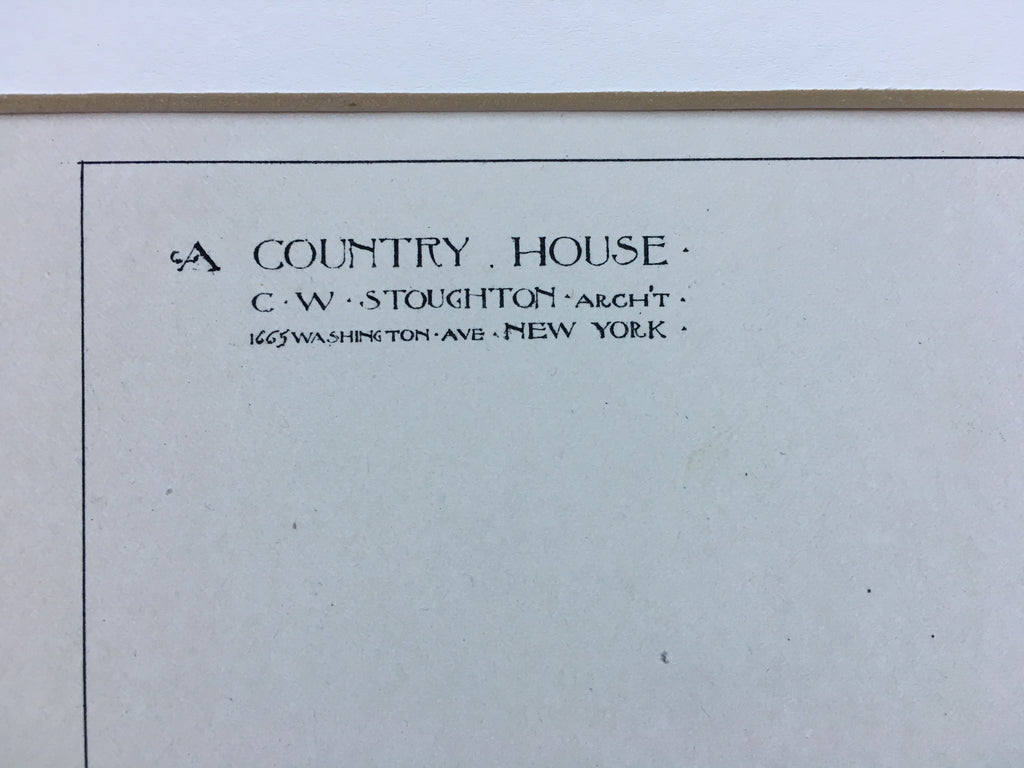 A COUNTRY . HOUSE ·
C · W · STOUGHTON · ARCH'T ·
1665 WASHINGTON · AVE · NEW YORK ·